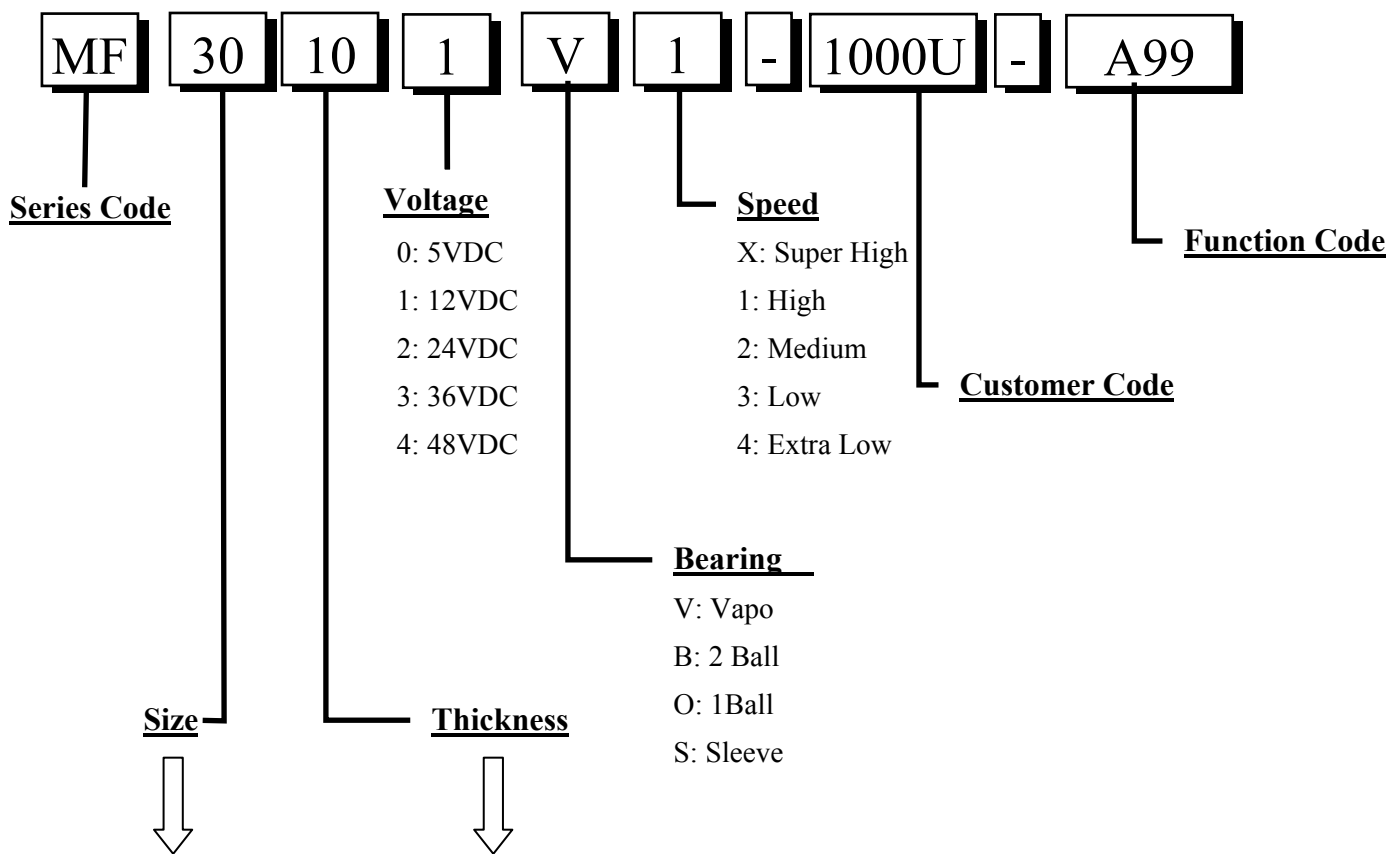 MF 30 10 1 V 1 - 1000U - A99
Series Code
Voltage
0: 5VDC
1: 12VDC
2: 24VDC
3: 36VDC
4: 48VDC
Speed
X: Super High
1: High
2: Medium
3: Low
4: Extra Low
Function Code
Customer Code
Bearing
V: Vapo
B: 2 Ball
O: 1Ball
S: Sleeve
Size
Thickness